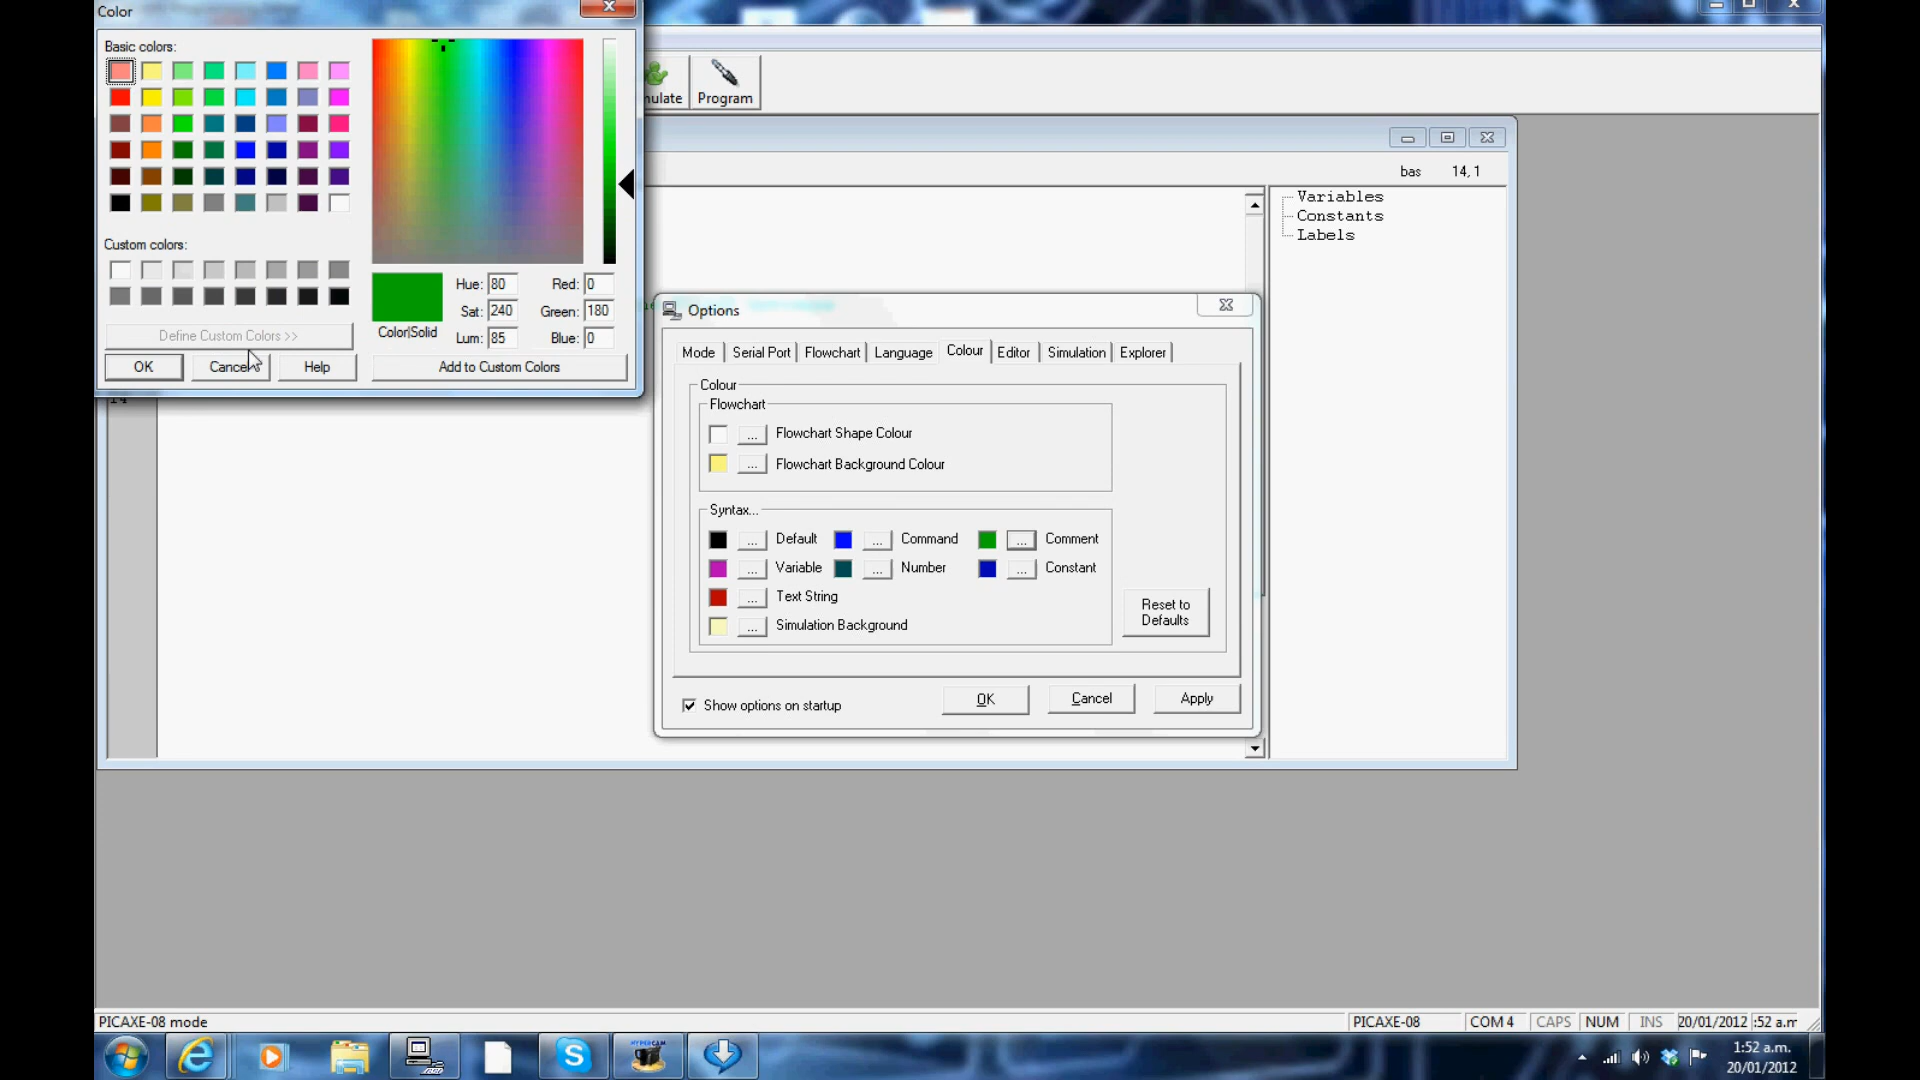 Color
Basic colors:
Custom colors:
Define Custom Colors >>
OK
Cancel
Help
Color|Solid
Hue: 80
Sat: 240
Lum: 85
Red: 0
Green: 180
Blue: 0
Add to Custom Colors
Program
bas 14,1
Variables
Constants
Labels
14
Options
Mode Serial Port Flowchart Language Colour Editor Simulation Explorer
Colour
Flowchart
... Flowchart Shape Colour
... Flowchart Background Colour
Syntax...
... Default ... Command ... Comment
... Variable ... Number ... Constant
... Text String
... Simulation Background
Reset to
Defaults
Show options on startup
OK
Cancel
Apply
PICAXE-08 mode
PICAXE-08 COM 4 CAPS NUM INS 20/01/2012 :52 a.m
HYPERCAM
1:52 a.m.
20/01/2012